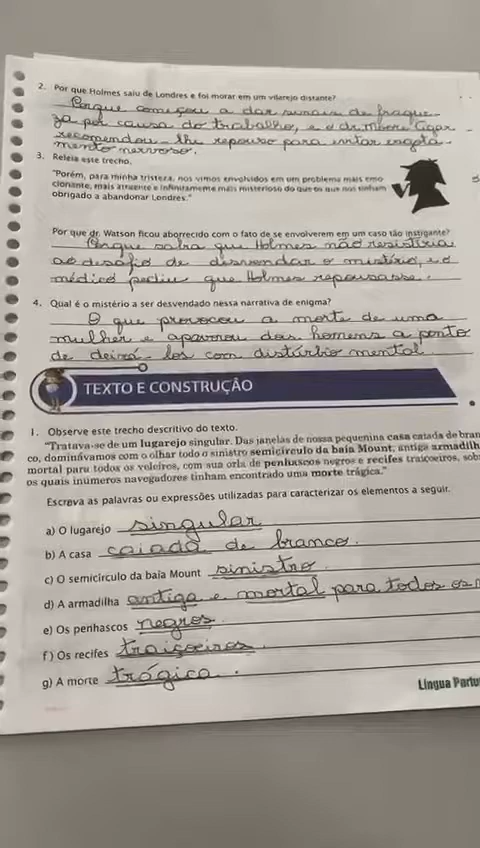 2. Por que Holmes saiu de Londres e foi morar em um vilarejo distante?
Porque começou a dar sinais de fraque-
za por causa do trabalho, e o dr. Moore Agar
recomendou-lhe repouso para evitar esgota-
mento nervoso.
3. Releia este trecho.
"Porém, para minha tristeza, nos vimos envolvidos em um problema mais emo
cionante, mais atraente e infinitamente mais misterioso do que os que nos tinham
obrigado a abandonar Londres."
Por que dr. Watson ficou aborrecido com o fato de se envolverem em um caso tão instigante?
Porque sabia que Holmes não resistiria
ao desafio de desvendar o mistério, e o
médico pediu que Holmes repousasse.
4. Qual é o mistério a ser desvendado nessa narrativa de enigma?
O que provocou a morte de uma
mulher e apavorou dois homens a ponto
de deixá-los com distúrbio mental
TEXTO E CONSTRUÇÃO
1. Observe este trecho descritivo do texto.
"Tratava-se de um lugarejo singular. Das janelas de nossa pequenina casa caiada de bran
co, dominávamos com o olhar todo o sinistro semicírculo da baía Mount, antiga armadilh
mortal para todos os veleiros, com sua orla de penhascos negros e recifes traiçoeiros, sob
os quais inúmeros navegadores tinham encontrado uma morte trágica."
Escreva as palavras ou expressões utilizadas para caracterizar os elementos a seguir.
a) O lugarejo singular
b) A casa caiada de branco.
c) O semicírculo da baía Mount sinistro.
d) A armadilha antiga e mortal para todos os
e) Os penhascos negros.
f) Os recifes traiçoeiros.
g) A morte trágica.
Língua Portu